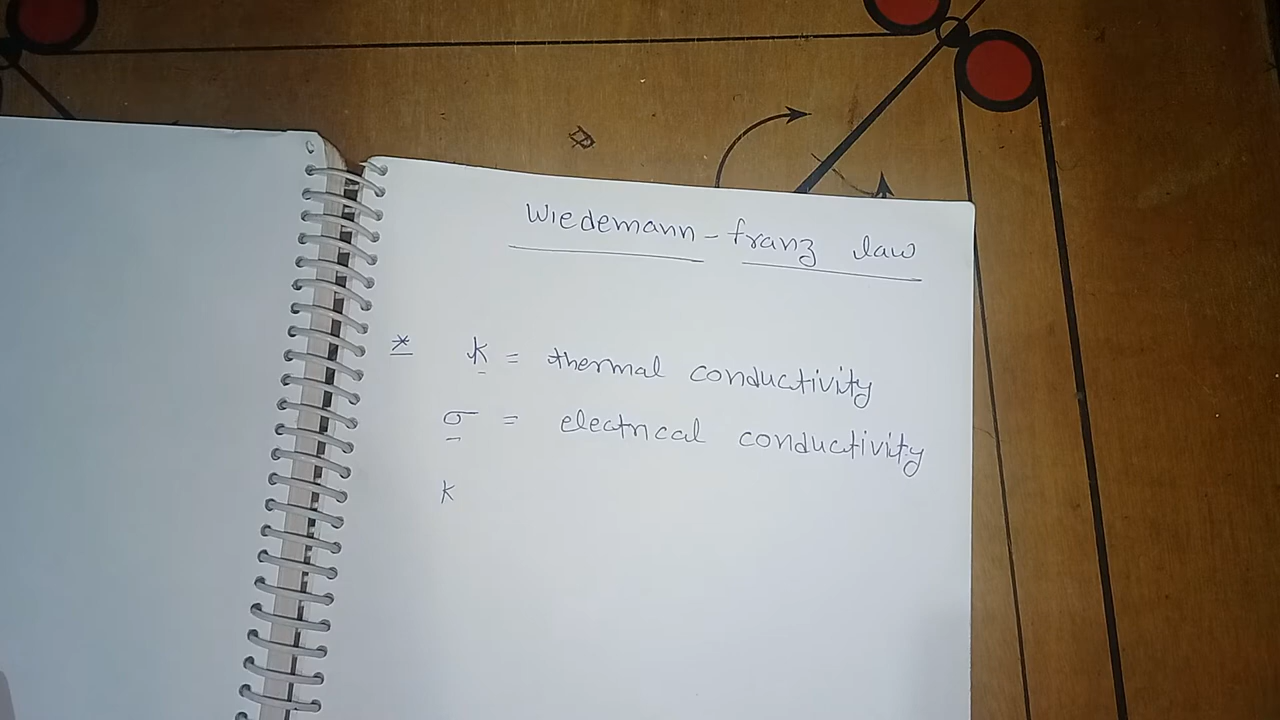 Wiedemann - franz law
* k = thermal conductivity
σ = electrical conductivity
k